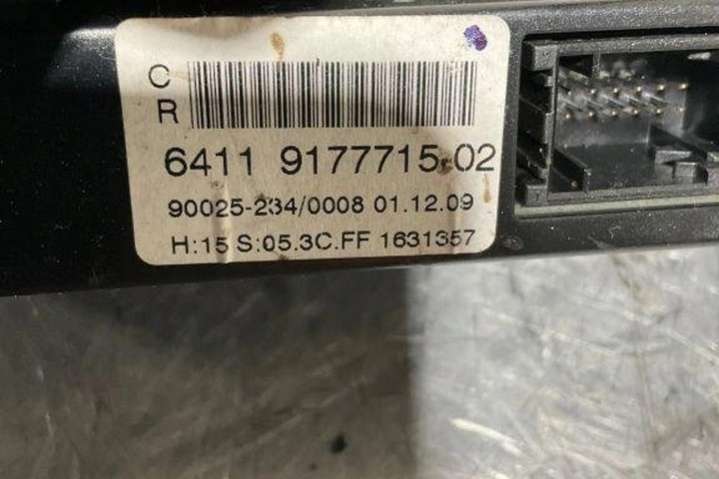 C
R
6411 9177715-02
90025-234/0008 01.12.09
H:15 S:05.3C.FF 1631357